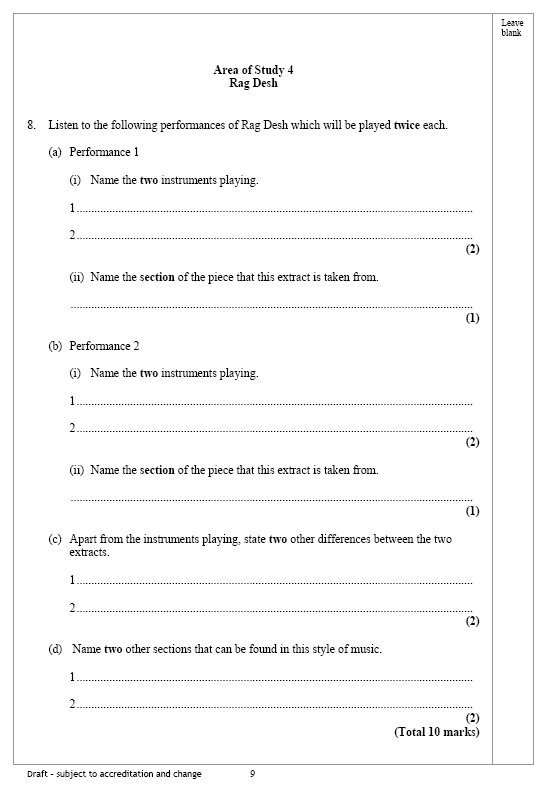 Leave
blank
Area of Study 4
Rag Desh
8. Listen to the following performances of Rag Desh which will be played twice each.
(a) Performance 1
(i) Name the two instruments playing.
1
2
(2)
(ii) Name the section of the piece that this extract is taken from.
(1)
(b) Performance 2
(i) Name the two instruments playing.
1
2
(2)
(ii) Name the section of the piece that this extract is taken from.
(1)
(c) Apart from the instruments playing, state two other differences between the two
extracts.
1
2
(2)
(d) Name two other sections that can be found in this style of music.
1
2
(2)
(Total 10 marks)
Draft - subject to accreditation and change 9